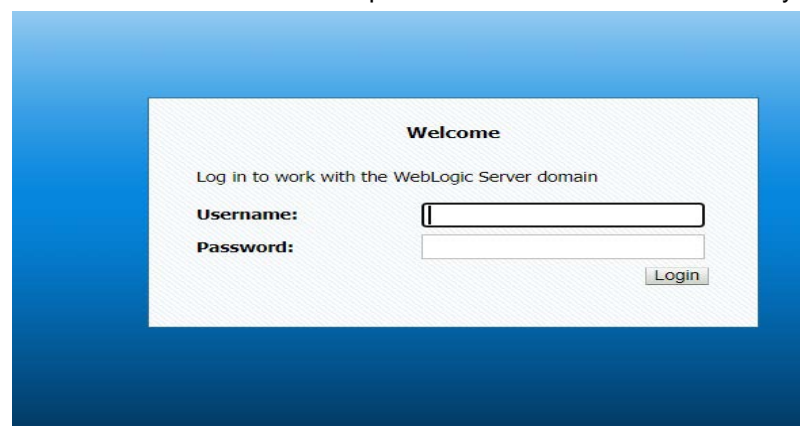 Welcome
Log in to work with the WebLogic Server domain
Username:
Password:
Login